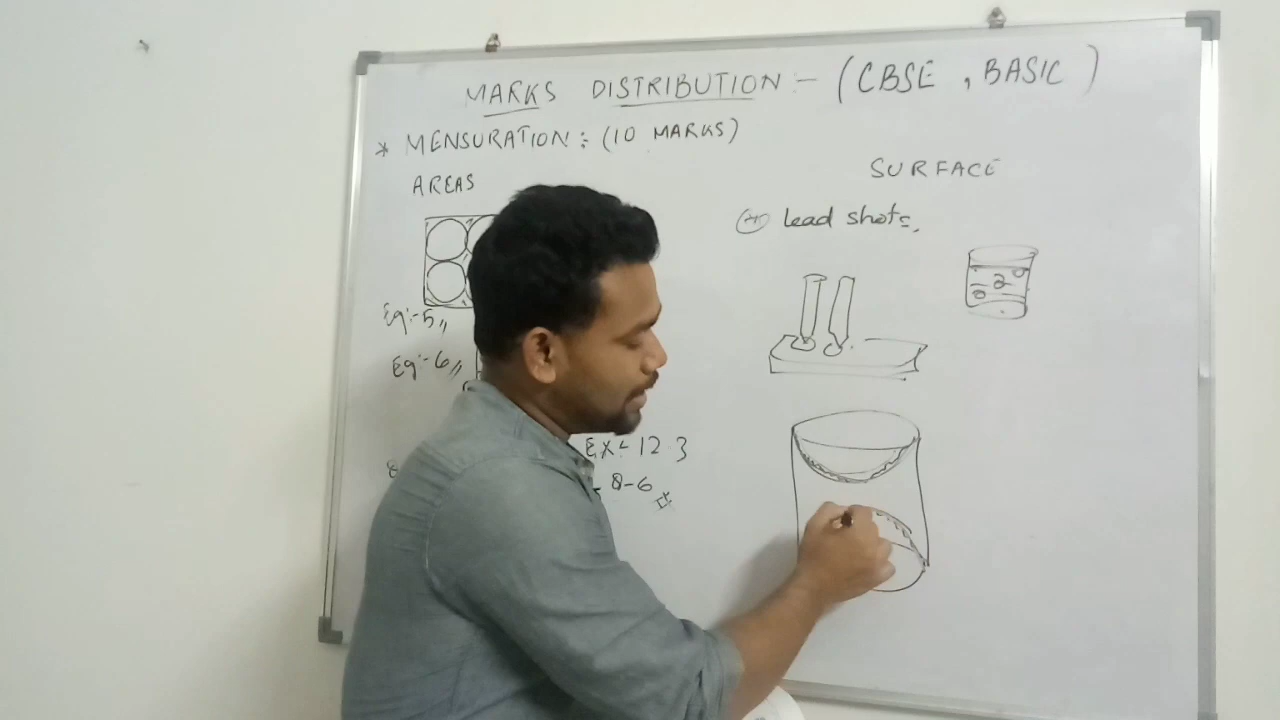 MARKS DISTRIBUTION :- (CBSE, BASIC)
* MENSURATION : (10 MARKS)
AREAS
Eg:-5,,
Eg:-6,,
8
EX:- 12.3
Q-6
SURFACE
lead shots,
2